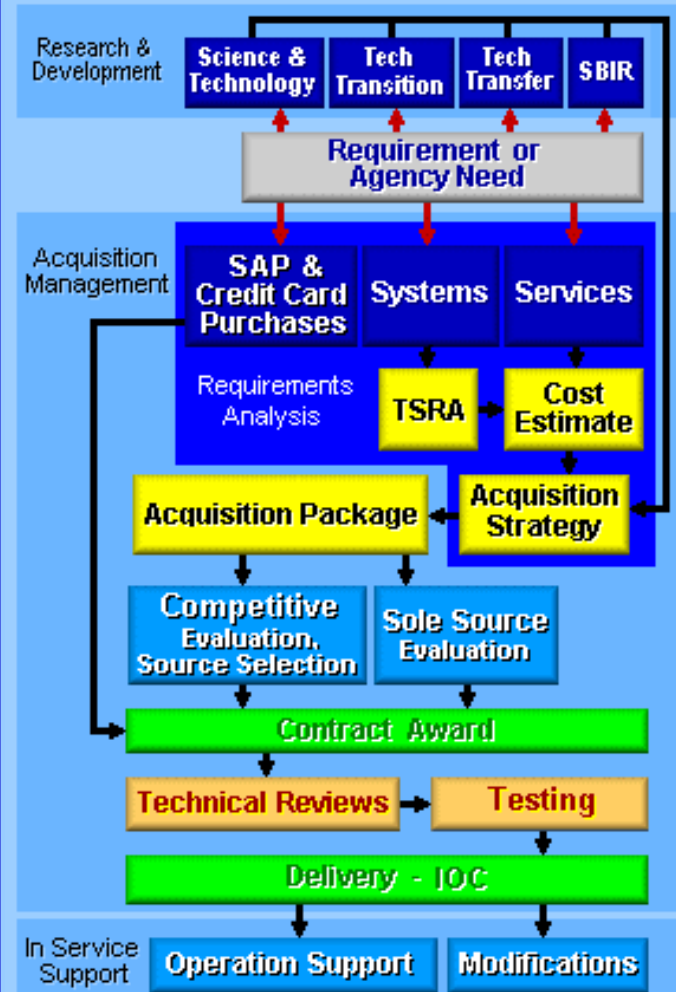 Research &
Development
Science &
Technology
Tech
Transition
Tech
Transfer
SBIR
Requirement or
Agency Need
Acquisition
Management
SAP &
Credit Card
Purchases
Systems
Services
Requirements
Analysis
TSRA
Cost
Estimate
Acquisition Package
Acquisition
Strategy
Competitive
Evaluation,
Source Selection
Sole Source
Evaluation
Contract Award
Technical Reviews
Testing
Delivery - IOC
In Service
Support
Operation Support
Modifications